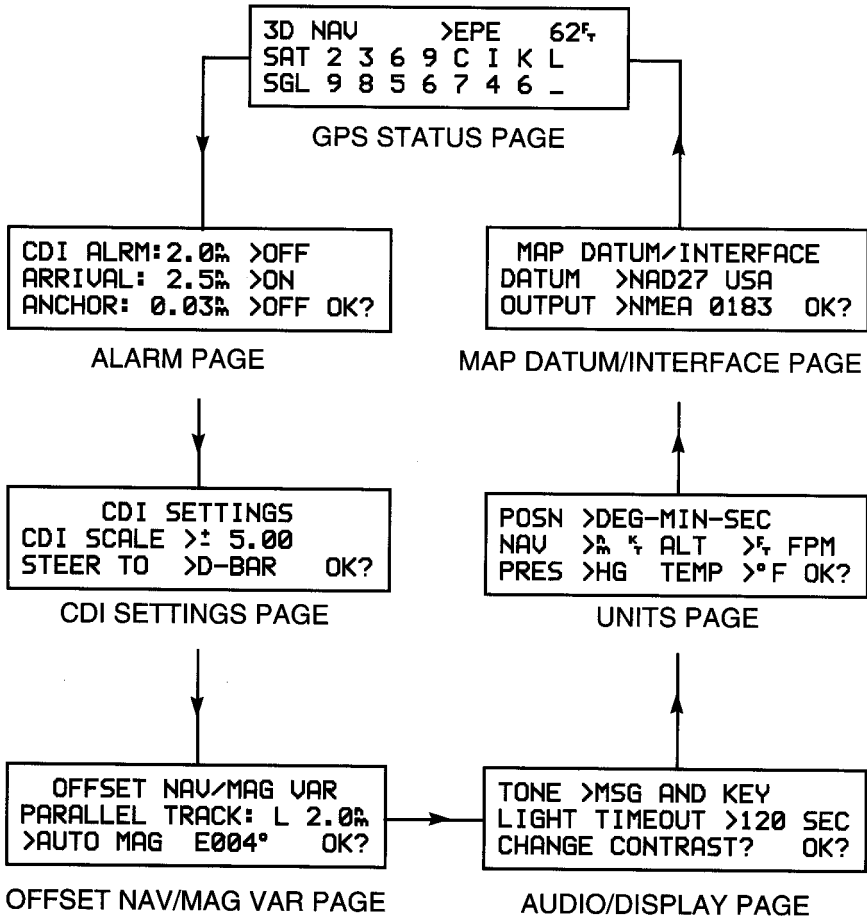 3D NAV >EPE 62Ft
SAT 2 3 6 9 C I K L
SGL 9 8 5 6 7 4 6 _
GPS STATUS PAGE
CDI ALRM:2.0nm >OFF
ARRIVAL: 2.5nm >ON
ANCHOR: 0.03nm >OFF OK?
ALARM PAGE
MAP DATUM/INTERFACE
DATUM >NAD27 USA
OUTPUT >NMEA 0183 OK?
MAP DATUM/INTERFACE PAGE
CDI SETTINGS
CDI SCALE >± 5.00
STEER TO >D-BAR OK?
CDI SETTINGS PAGE
POSN >DEG-MIN-SEC
NAV >nm Kt ALT >Ft FPM
PRES >HG TEMP >°F OK?
UNITS PAGE
OFFSET NAV/MAG VAR
PARALLEL TRACK: L 2.0nm
>AUTO MAG E004° OK?
OFFSET NAV/MAG VAR PAGE
TONE >MSG AND KEY
LIGHT TIMEOUT >120 SEC
CHANGE CONTRAST? OK?
AUDIO/DISPLAY PAGE